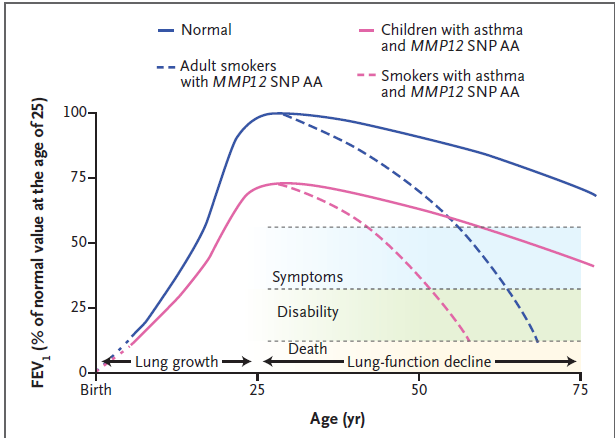 Normal
Adult smokers
with MMP12 SNP AA
Children with asthma
and MMP12 SNP AA
Smokers with asthma
and MMP12 SNP AA
FEV1 (% of normal value at the age of 25)
100
75
50
25
0
Symptoms
Disability
Death
Lung growth
Lung-function decline
Birth
25
50
75
Age (yr)